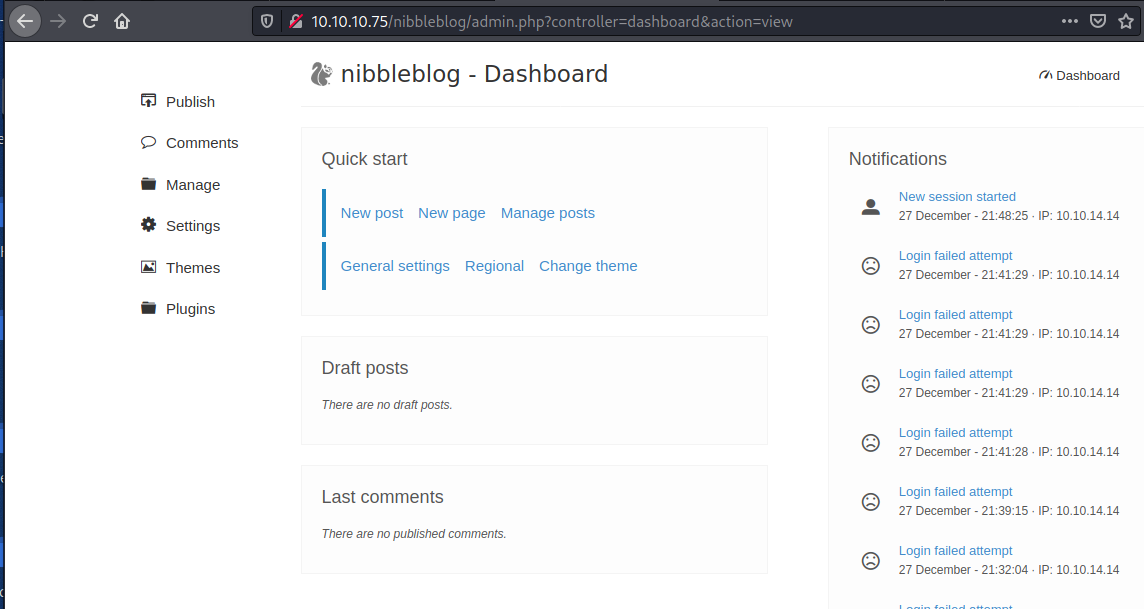 10.10.10.75/nibbleblog/admin.php?controller=dashboard&action=view
nibbleblog - Dashboard
Dashboard
Publish
Comments
Manage
Settings
Themes
Plugins
Quick start
New post New page Manage posts
General settings Regional Change theme
Draft posts
There are no draft posts.
Last comments
There are no published comments.
Notifications
New session started
27 December - 21:48:25 · IP: 10.10.14.14
Login failed attempt
27 December - 21:41:29 · IP: 10.10.14.14
Login failed attempt
27 December - 21:41:29 · IP: 10.10.14.14
Login failed attempt
27 December - 21:41:29 · IP: 10.10.14.14
Login failed attempt
27 December - 21:41:28 · IP: 10.10.14.14
Login failed attempt
27 December - 21:39:15 · IP: 10.10.14.14
Login failed attempt
27 December - 21:32:04 · IP: 10.10.14.14
Login failed attempt